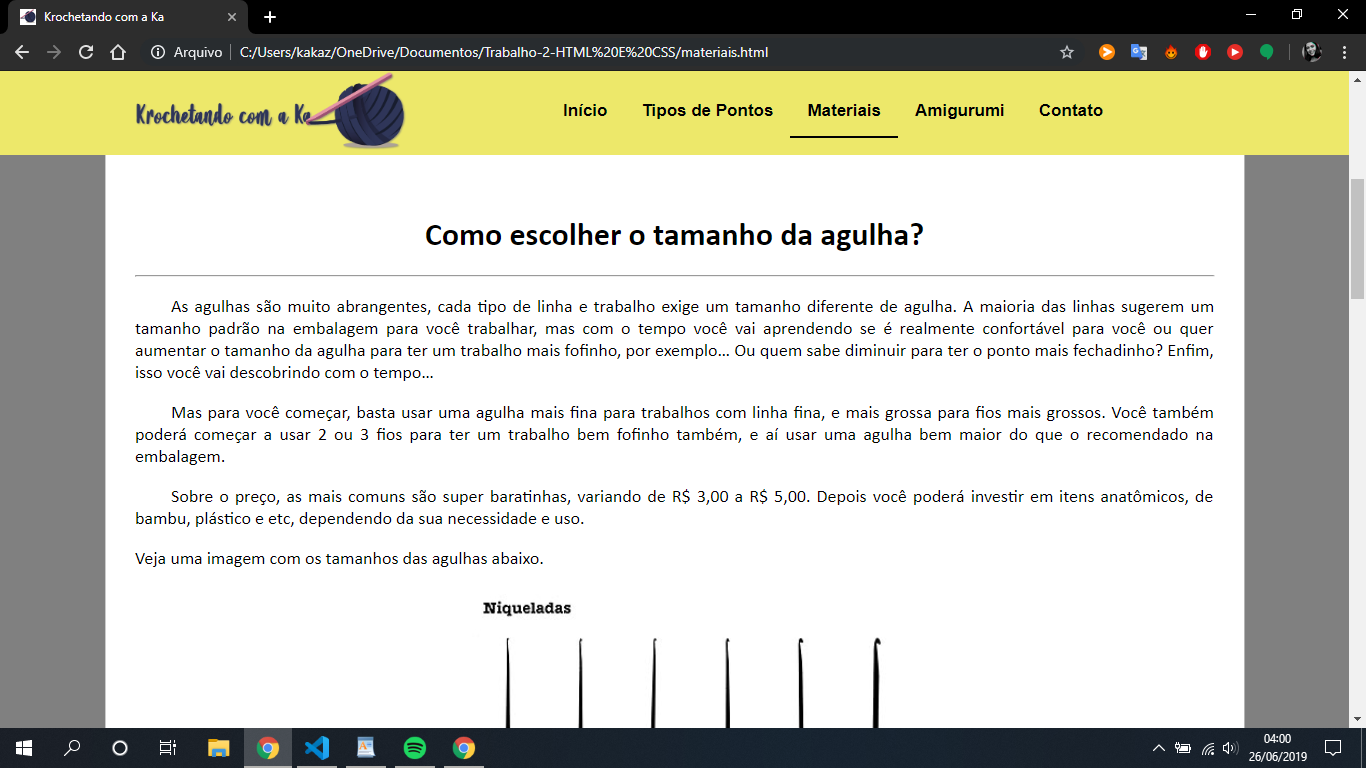 Krochetando com a Ka
Arquivo C:/Users/kakaz/OneDrive/Documentos/Trabalho-2-HTML%20E%20CSS/materiais.html
Krochetando com a Ka
Início Tipos de Pontos Materiais Amigurumi Contato
Como escolher o tamanho da agulha?
As agulhas são muito abrangentes, cada tipo de linha e trabalho exige um tamanho diferente de agulha. A maioria das linhas sugerem um
tamanho padrão na embalagem para você trabalhar, mas com o tempo você vai aprendendo se é realmente confortável para você ou quer
aumentar o tamanho da agulha para ter um trabalho mais fofinho, por exemplo... Ou quem sabe diminuir para ter o ponto mais fechadinho? Enfim,
isso você vai descobrindo com o tempo...
Mas para você começar, basta usar uma agulha mais fina para trabalhos com linha fina, e mais grossa para fios mais grossos. Você também
poderá começar a usar 2 ou 3 fios para ter um trabalho bem fofinho também, e aí usar uma agulha bem maior do que o recomendado na
embalagem.
Sobre o preço, as mais comuns são super baratinhas, variando de R$ 3,00 a R$ 5,00. Depois você poderá investir em itens anatômicos, de
bambu, plástico e etc, dependendo da sua necessidade e uso.
Veja uma imagem com os tamanhos das agulhas abaixo.
Niqueladas
04:00
26/06/2019